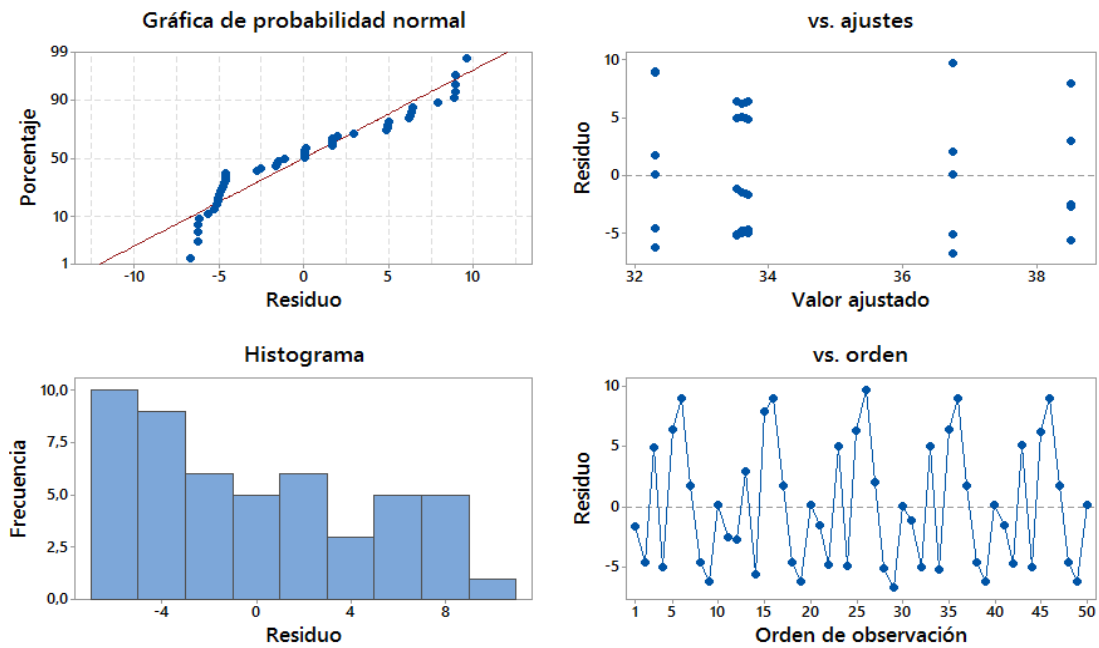 Gráfica de probabilidad normal
99
90
50
10
1
Porcentaje
-10 -5 0 5 10
Residuo
vs. ajustes
10
5
0
-5
Residuo
32 34 36 38
Valor ajustado
Histograma
10,0
7,5
5,0
2,5
0,0
Frecuencia
-4 0 4 8
Residuo
vs. orden
10
5
0
-5
Residuo
1 5 10 15 20 25 30 35 40 45 50
Orden de observación